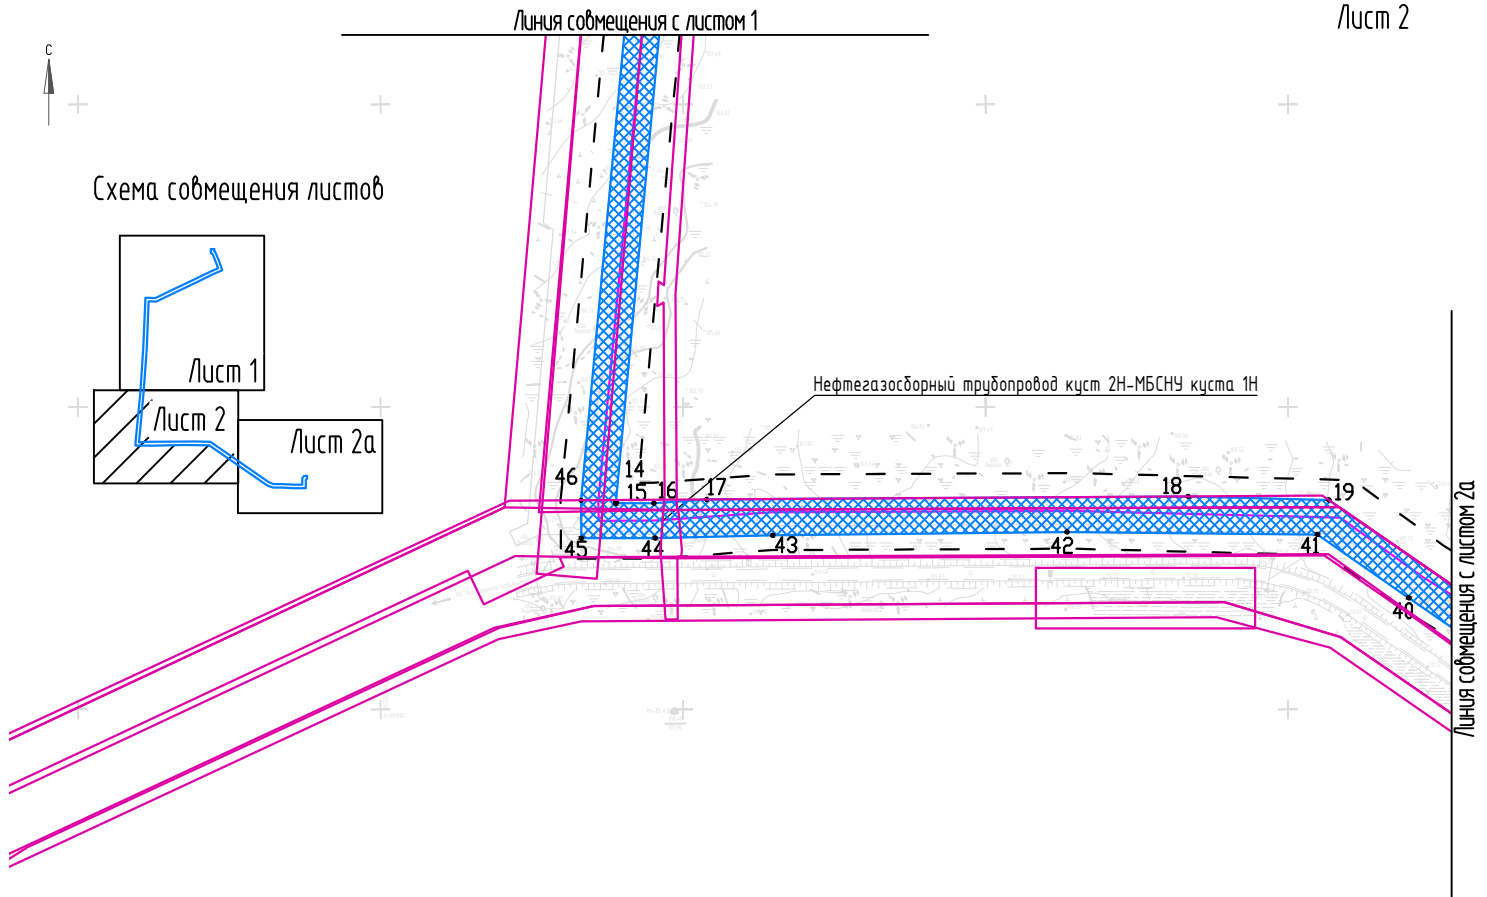 Линия совмещения с листом 1
Лист 2
С
Схема совмещения листов
Лист 1
Лист 2
Лист 2а
Нефтегазосборный трубопровод куст 2Н-МБСНУ куста 1Н
46
14
15
16
17
18
19
45
44
43
42
41
40
Линия совмещения с листом 2а